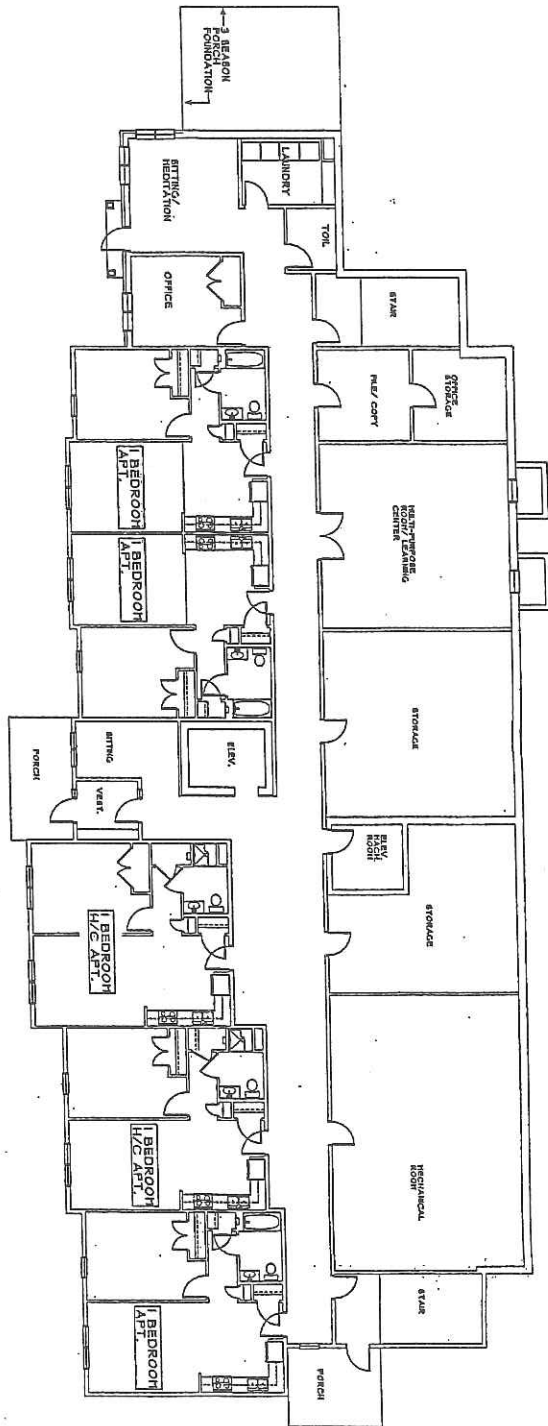 3 SEASON
PORCH
FOUNDATION
SITTING/
MEDITATION
LAUNDRY
TOIL
OFFICE
STAIR
FILE/ COPY
OFFICE
STORAGE
1 BEDROOM
APT.
MULTI-PURPOSE
ROOM/ LEARNING
CENTER
1 BEDROOM
APT.
STORAGE
ELEV.
SITTING
PORCH
VEST.
ELEV.
MACH.
ROOM
STORAGE
1 BEDROOM
H/C APT.
1 BEDROOM
H/C APT.
MECHANICAL
ROOM
1 BEDROOM
APT.
STAIR
PORCH